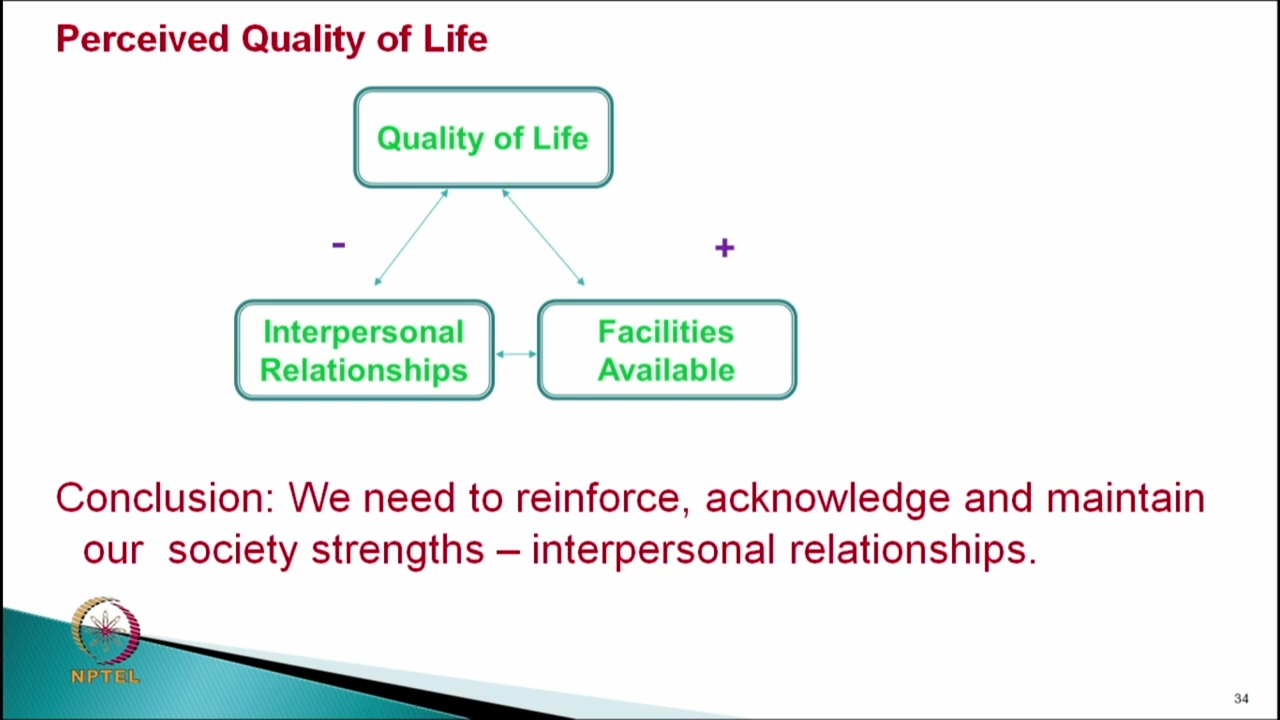 Perceived Quality of Life
Quality of Life
-
+
Interpersonal
Relationships
Facilities
Available
Conclusion: We need to reinforce, acknowledge and maintain
our society strengths – interpersonal relationships.
NPTEL
34